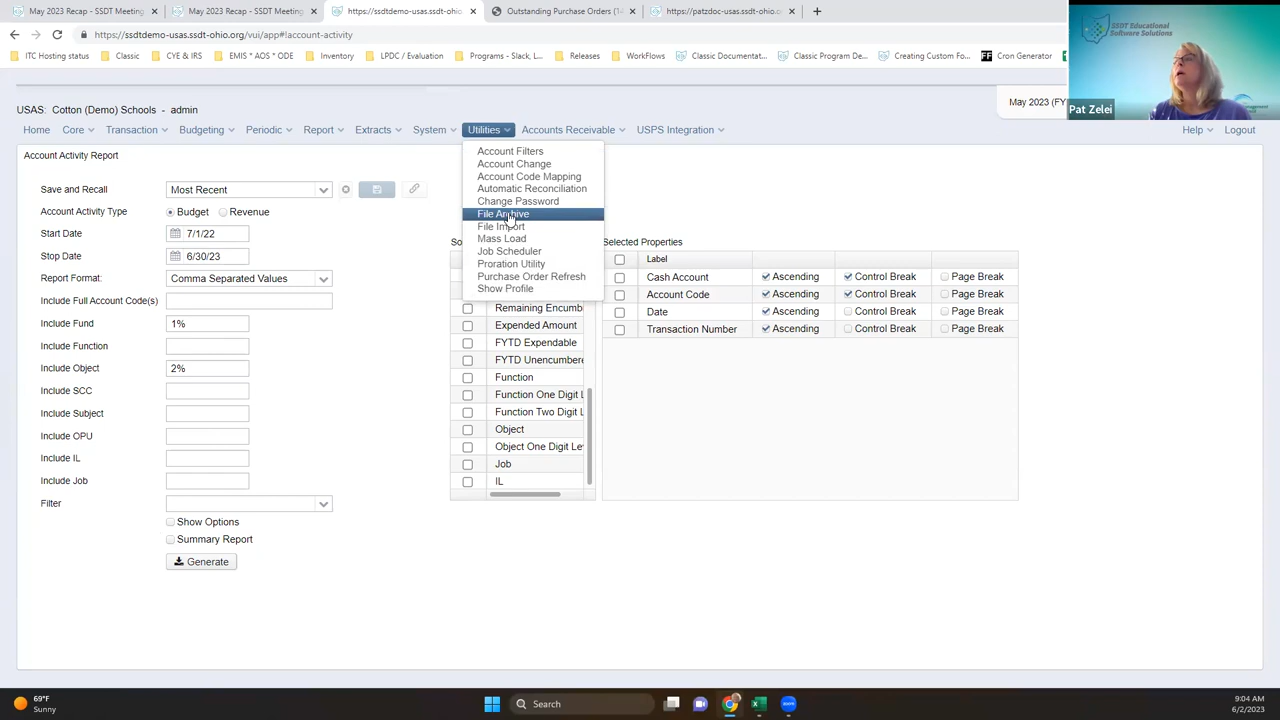 May 2023 Recap - SSDT Meeting
May 2023 Recap - SSDT Meeting
https://ssdtdemo-usas.ssdt-ohio
Outstanding Purchase Orders (14
https://patzdoc-usas.ssdt-ohio.o
https://ssdtdemo-usas.ssdt-ohio.org/vui/app#!account-activity
ITC Hosting status
Classic
CYE & IRS
EMIS * AOS * ODE
Inventory
LPDC / Evaluation
Programs - Slack, L...
Releases
WorkFlows
Classic Documentat...
Classic Program De...
Creating Custom Fo...
Cron Generator
SSDT Educational
Software Solutions
Pat Zelei
USAS: Cotton (Demo) Schools - admin
May 2023 (FY
Home
Core
Transaction
Budgeting
Periodic
Report
Extracts
System
Utilities
Accounts Receivable
USPS Integration
Help
Logout
Account Filters
Account Change
Account Code Mapping
Automatic Reconciliation
Change Password
File Archive
File Import
Mass Load
Job Scheduler
Proration Utility
Purchase Order Refresh
Show Profile
Account Activity Report
Save and Recall
Most Recent
Account Activity Type
Budget
Revenue
Start Date
7/1/22
Stop Date
6/30/23
Report Format:
Comma Separated Values
Include Full Account Code(s)
Include Fund
1%
Include Function
Include Object
2%
Include SCC
Include Subject
Include OPU
Include IL
Include Job
Filter
Show Options
Summary Report
Generate
So
Remaining Encumb
Expended Amount
FYTD Expendable
FYTD Unencumbere
Function
Function One Digit L
Function Two Digit L
Object
Object One Digit Le
Job
IL
Selected Properties
Label
Cash Account
Ascending
Control Break
Page Break
Account Code
Ascending
Control Break
Page Break
Date
Ascending
Control Break
Page Break
Transaction Number
Ascending
Control Break
Page Break
69°F
Sunny
Search
9:04 AM
6/2/2023